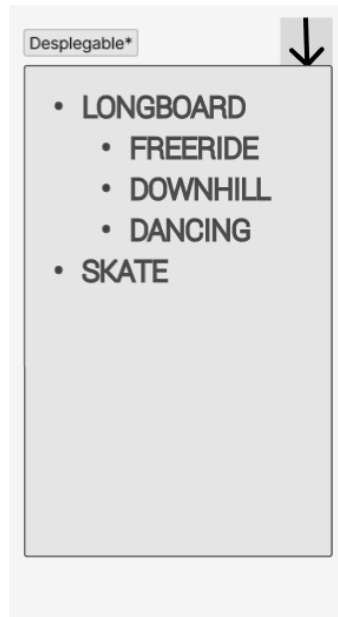 Desplegable*
• LONGBOARD
• FREERIDE
• DOWNHILL
• DANCING
• SKATE